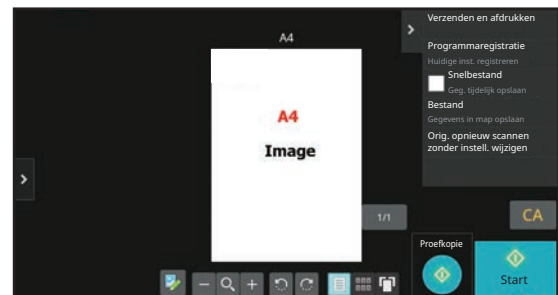 A4
A4
Image
1/1
Verzenden en afdrukken
Programmaregistratie
Huidige inst. registreren
Snelbestand
Geg. tijdelijk opslaan
Bestand
Gegevens in map opslaan
Orig. opnieuw scannen
zonder instell. wijzigen
CA
Proefkopie
Start